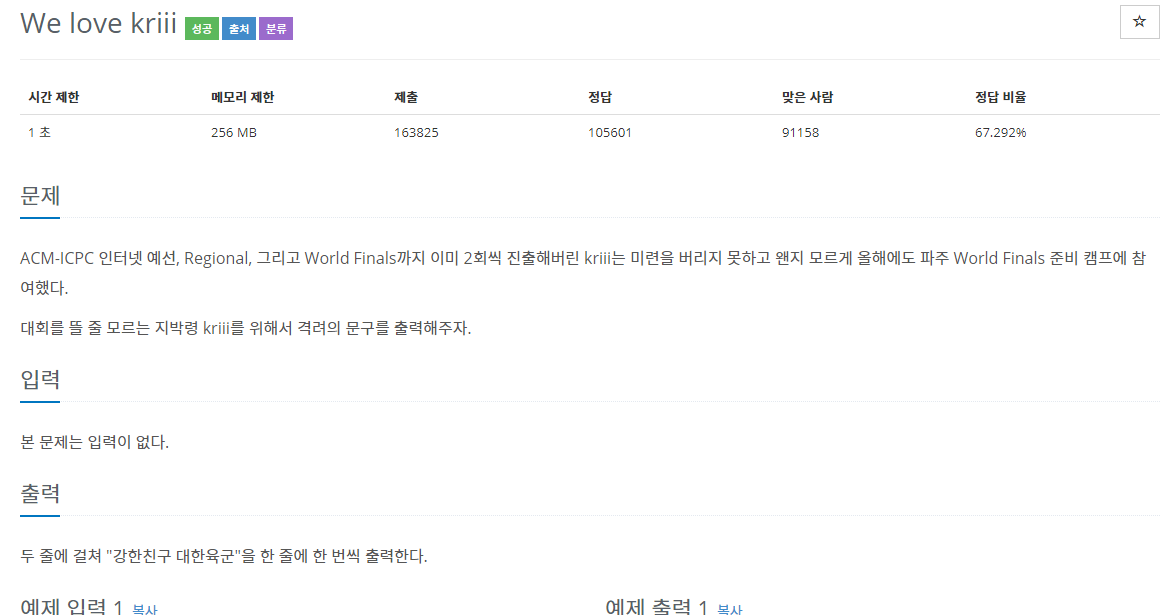 We love kriii 성공 출처 분류
☆
시간 제한 메모리 제한 제출 정답 맞은 사람 정답 비율
1 초 256 MB 163825 105601 91158 67.292%
문제
ACM-ICPC 인터넷 예선, Regional, 그리고 World Finals까지 이미 2회씩 진출해버린 kriii는 미련을 버리지 못하고 왠지 모르게 올해에도 파주 World Finals 준비 캠프에 참
여했다.
대회를 뜰 줄 모르는 지박령 kriii를 위해서 격려의 문구를 출력해주자.
입력
본 문제는 입력이 없다.
출력
두 줄에 걸쳐 "강한친구 대한육군"을 한 줄에 한 번씩 출력한다.
예제 입력 1 복사 예제 출력 1 복사